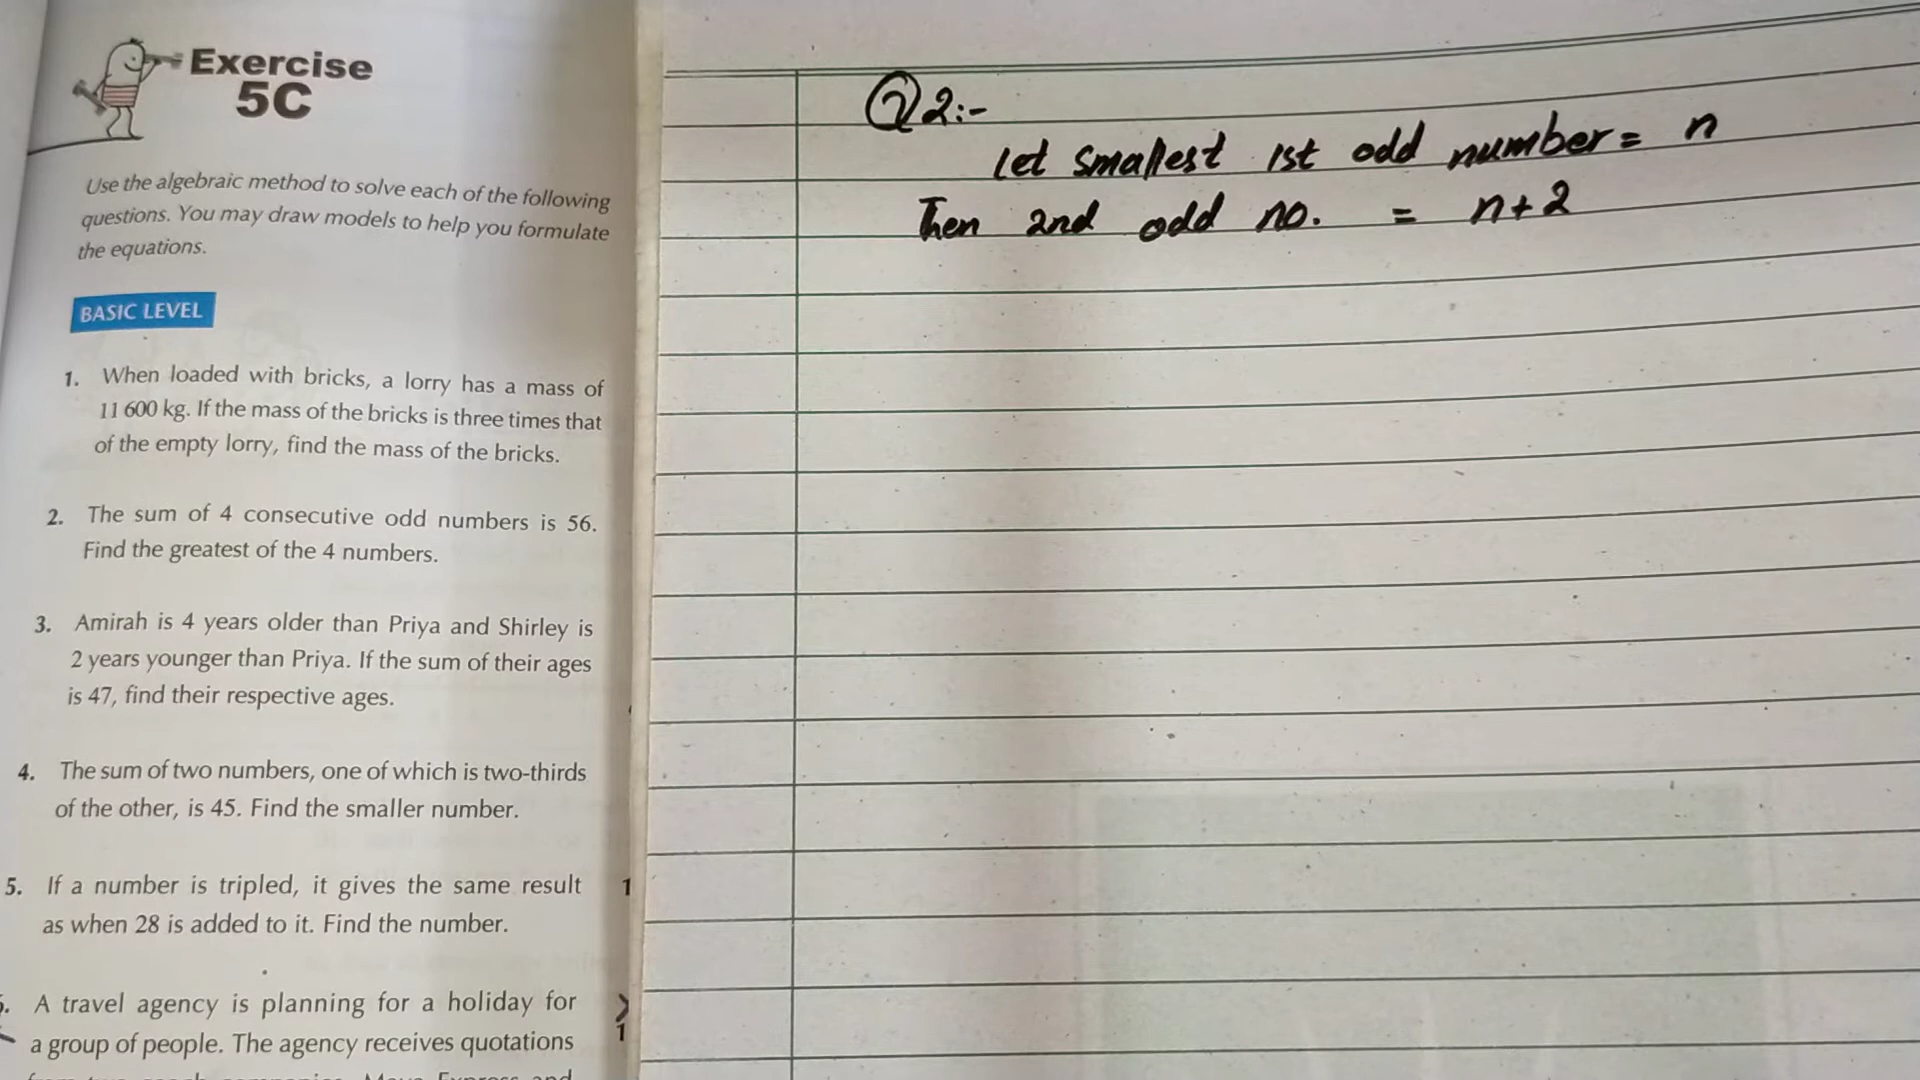 Exercise
5C
Use the algebraic method to solve each of the following
questions. You may draw models to help you formulate
the equations.
BASIC LEVEL
1. When loaded with bricks, a lorry has a mass of
11 600 kg. If the mass of the bricks is three times that
of the empty lorry, find the mass of the bricks.
2. The sum of 4 consecutive odd numbers is 56.
Find the greatest of the 4 numbers.
3. Amirah is 4 years older than Priya and Shirley is
2 years younger than Priya. If the sum of their ages
is 47, find their respective ages.
4. The sum of two numbers, one of which is two-thirds
of the other, is 45. Find the smaller number.
5. If a number is tripled, it gives the same result
as when 28 is added to it. Find the number.
A travel agency is planning for a holiday for
a group of people. The agency receives quotations
1
1
Q2:-
Let smallest 1st odd number = n
Then 2nd odd no. = n+2